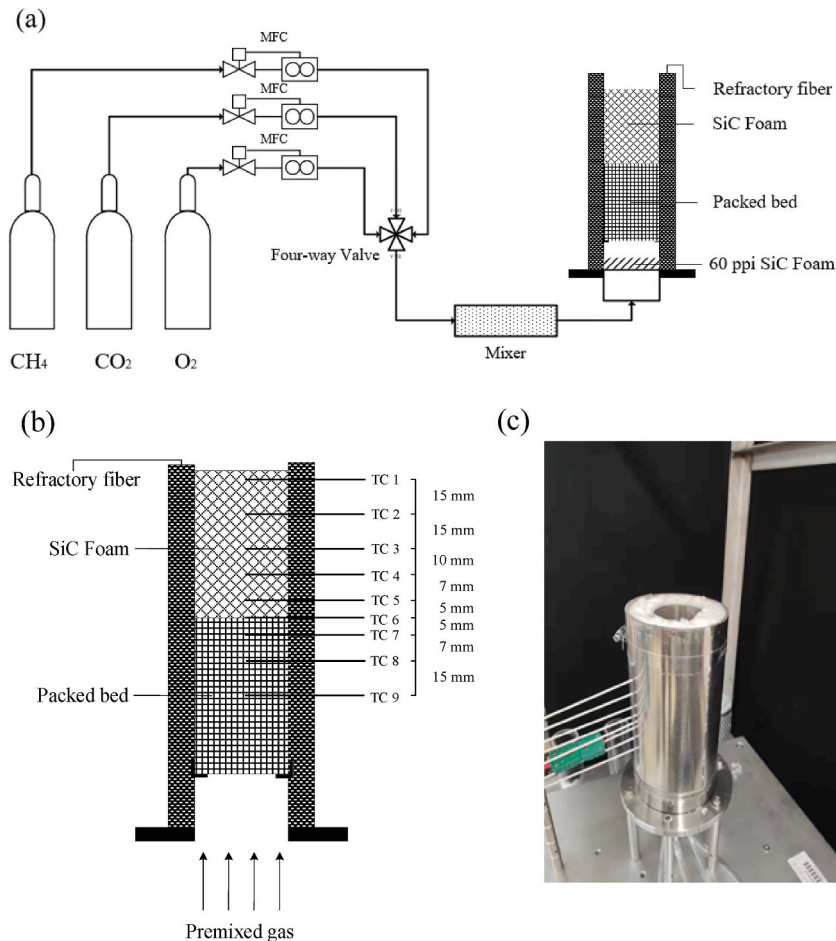 (a)
MFC
MFC
MFC
Four-way Valve
Mixer
CH4
CO2
O2
Refractory fiber
SiC Foam
Packed bed
60 ppi SiC Foam
(b)
Refractory fiber
SiC Foam
Packed bed
TC 1
TC 2
TC 3
TC 4
TC 5
TC 6
TC 7
TC 8
TC 9
15 mm
15 mm
10 mm
7 mm
5 mm
5 mm
7 mm
15 mm
Premixed gas
(c)